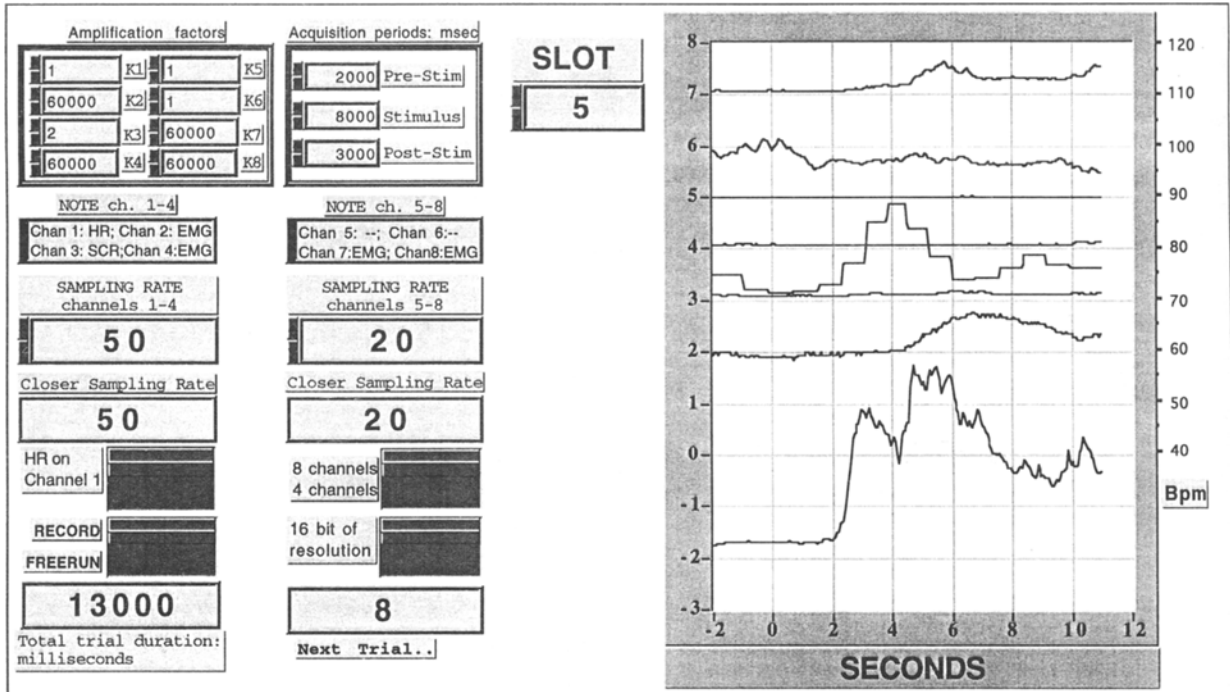 Amplification factors
1 K1 1 K5
60000 K2 1 K6
2 K3 60000 K7
60000 K4 60000 K8
NOTE ch. 1-4
Chan 1: HR; Chan 2: EMG
Chan 3: SCR;Chan 4:EMG
SAMPLING RATE
channels 1-4
50
Closer Sampling Rate
50
HR on
Channel 1
RECORD
FREERUN
13000
Total trial duration:
milliseconds
Acquisition periods: msec
2000 Pre-Stim
8000 Stimulus
3000 Post-Stim
NOTE ch. 5-8
Chan 5: --; Chan 6:--
Chan 7:EMG; Chan8:EMG
SAMPLING RATE
channels 5-8
20
Closer Sampling Rate
20
8 channels
4 channels
16 bit of
resolution
8
Next Trial..
SLOT
5
8
7
6
5
4
3
2
1
0
-1
-2
-3
-2 0 2 4 6 8 10 12
SECONDS
120
110
100
90
80
70
60
50
40
Bpm